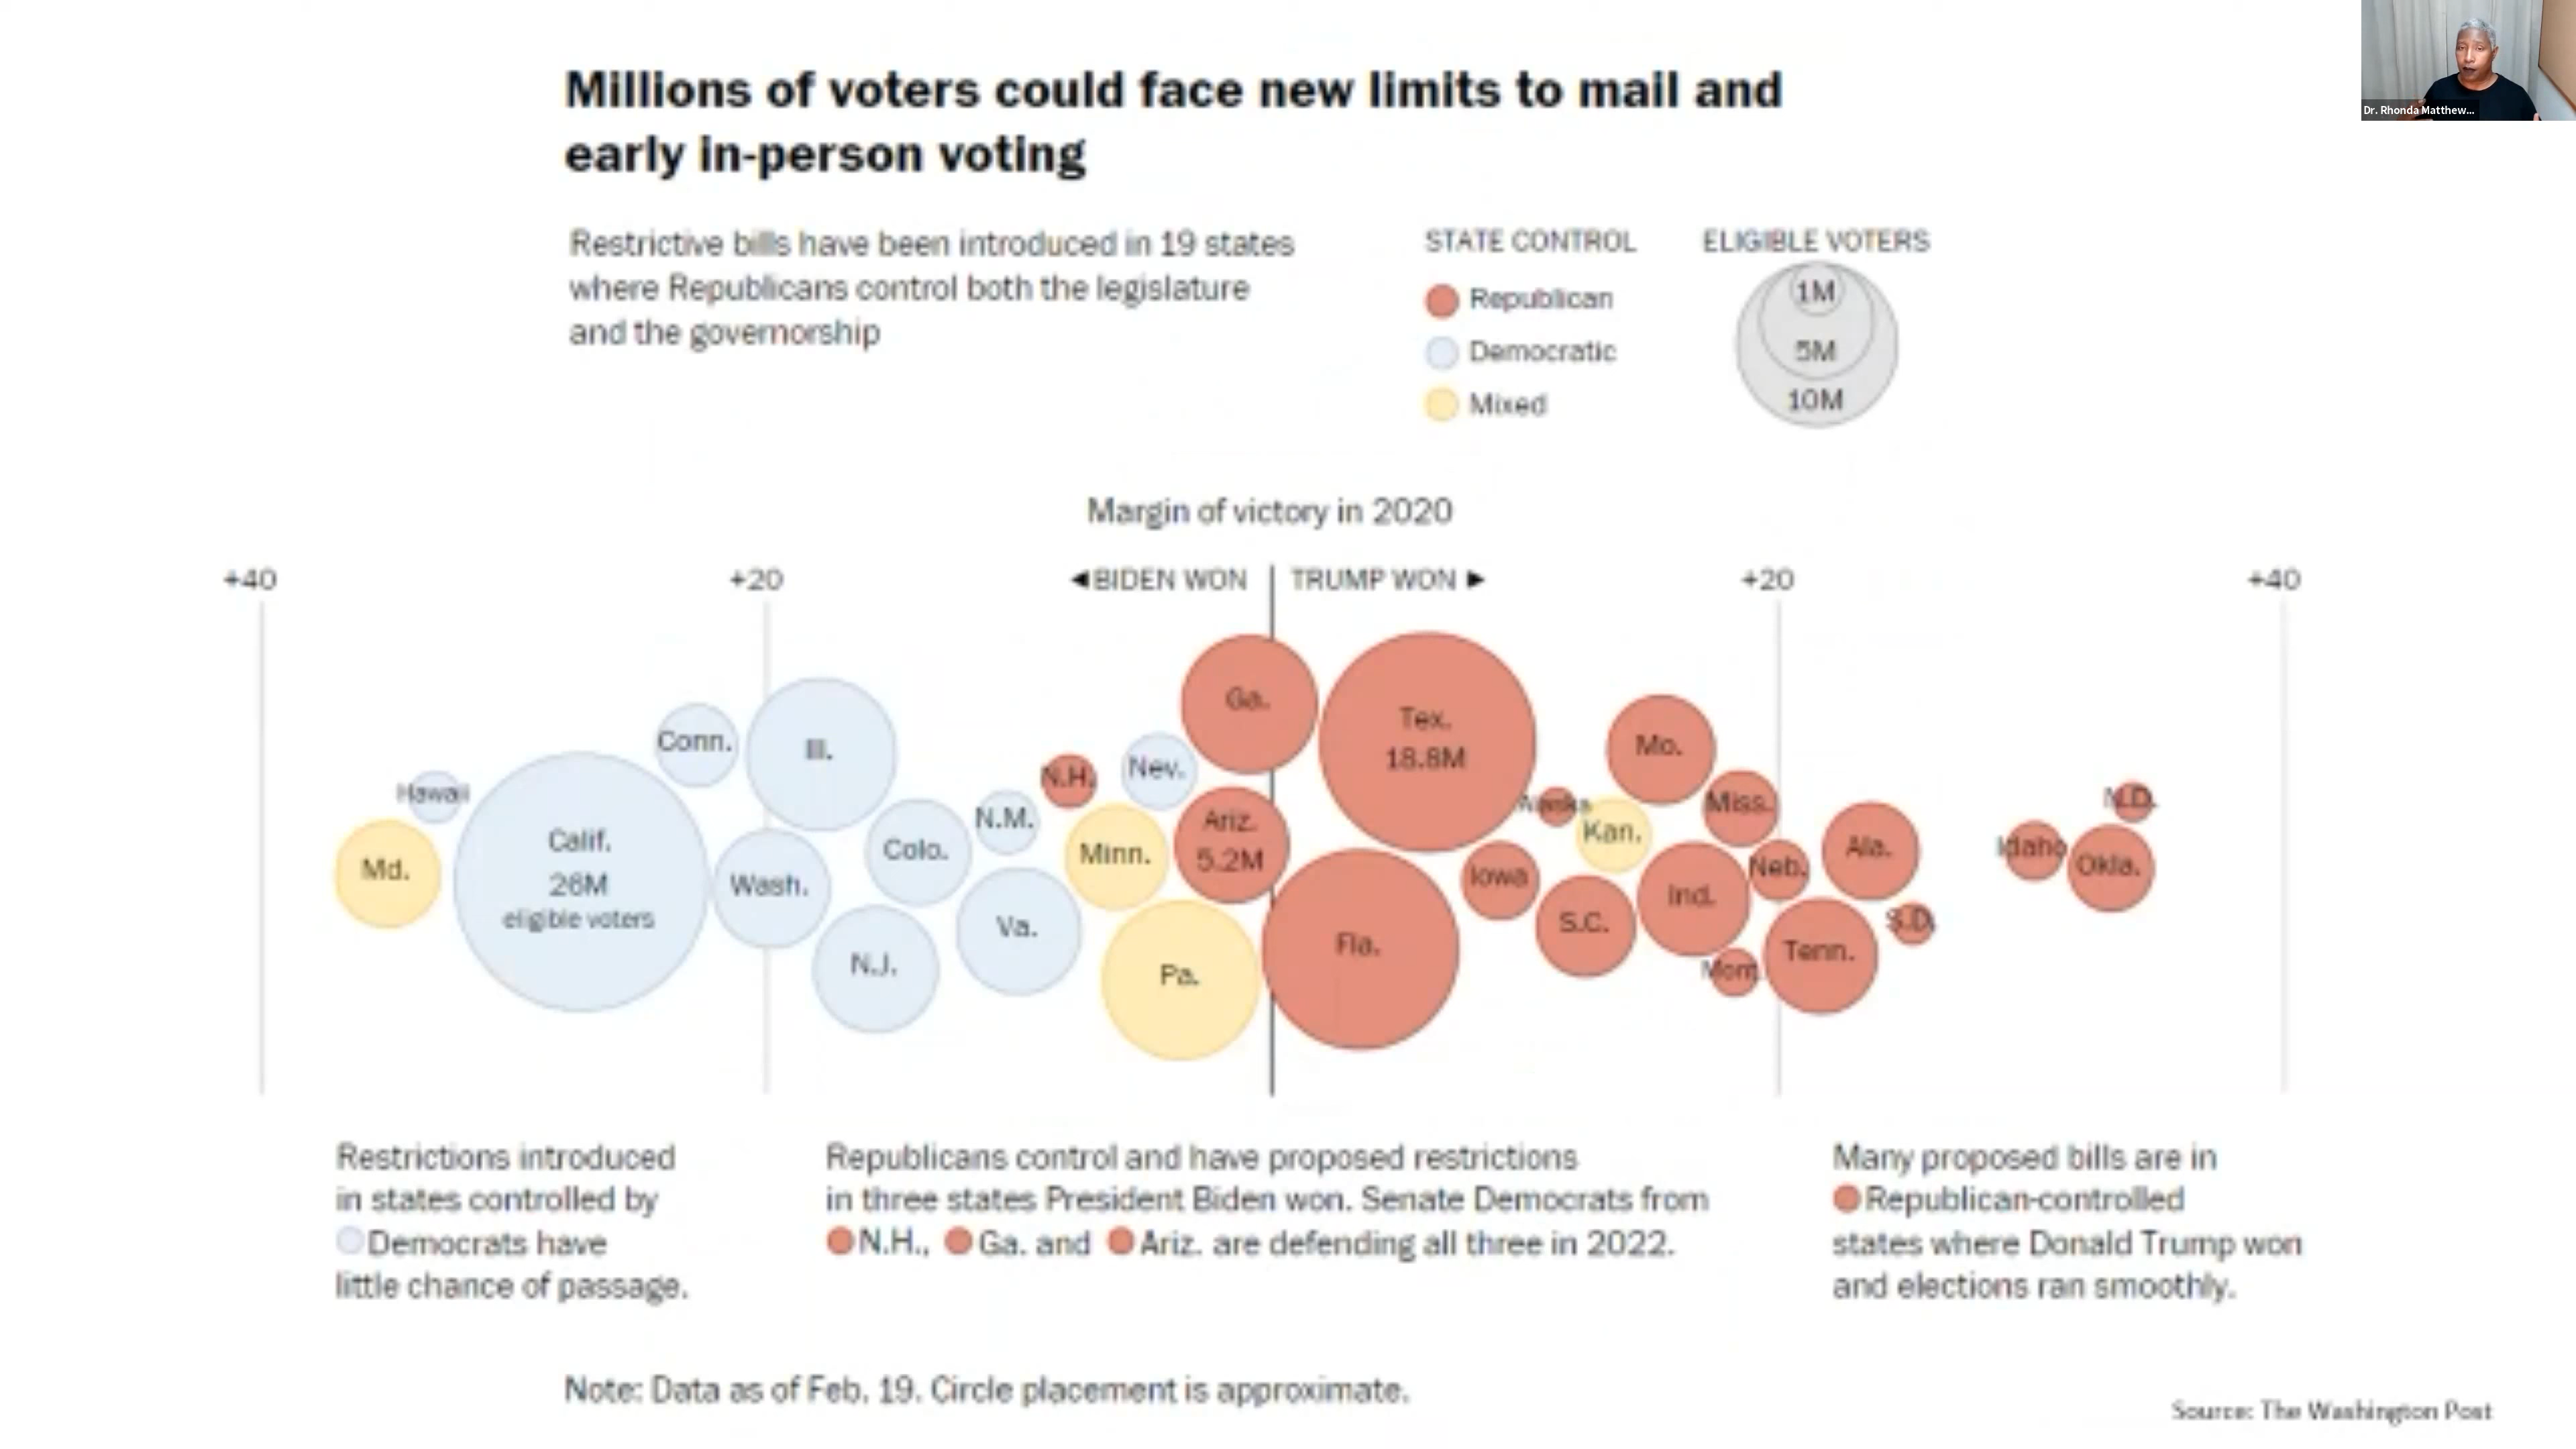 Dr. Rhonda Matthew...
Millions of voters could face new limits to mail and
early in-person voting
Restrictive bills have been introduced in 19 states
where Republicans control both the legislature
and the governorship
STATE CONTROL
Republican
Democratic
Mixed
ELIGIBLE VOTERS
1M
5M
10M
Margin of victory in 2020
+40
+20
◀BIDEN WON
TRUMP WON ▶
+20
+40
Md.
Hawaii
Calif.
26M
eligible voters
Conn.
Ill.
Wash.
N.J.
Colo.
N.M.
Va.
N.H.
Nev.
Minn.
Pa.
Ga.
Ariz.
5.2M
Tex.
18.8M
Fla.
Iowa
Alaska
Kan.
S.C.
Mo.
Miss.
Ind.
Neb.
Mont.
Tenn.
Ala.
S.D.
Idaho
Okla.
N.D.
Restrictions introduced
in states controlled by
Democrats have
little chance of passage.
Republicans control and have proposed restrictions
in three states President Biden won. Senate Democrats from
N.H., Ga. and Ariz. are defending all three in 2022.
Many proposed bills are in
Republican-controlled
states where Donald Trump won
and elections ran smoothly.
Note: Data as of Feb. 19. Circle placement is approximate.
Source: The Washington Post